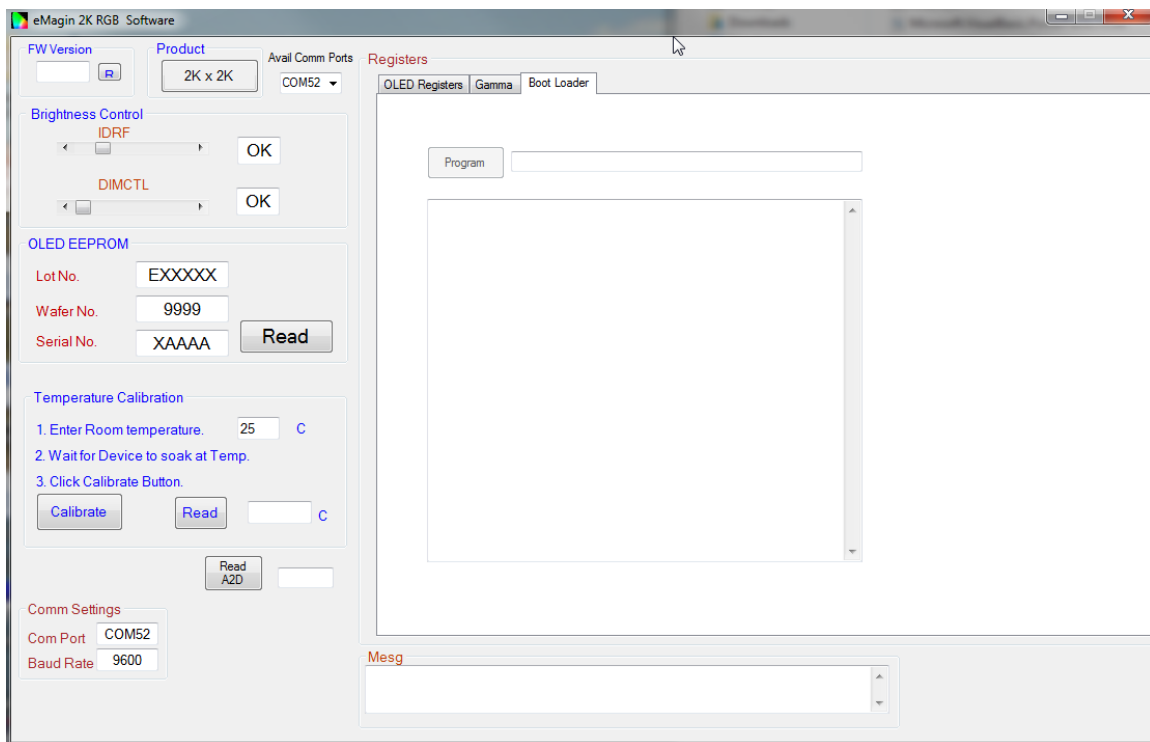 eMagin 2K RGB Software
Downloads
FW Version
R
Product
2K x 2K
Avail Comm Ports
COM52
Brightness Control
IDRF
OK
DIMCTL
OK
OLED EEPROM
Lot No. EXXXXX
Wafer No. 9999
Serial No. XAAAA
Read
Temperature Calibration
1. Enter Room temperature. 25 C
2. Wait for Device to soak at Temp.
3. Click Calibrate Button.
Calibrate Read C
Read
A2D
Comm Settings
Com Port COM52
Baud Rate 9600
Registers
OLED Registers Gamma Boot Loader
Program
Mesg